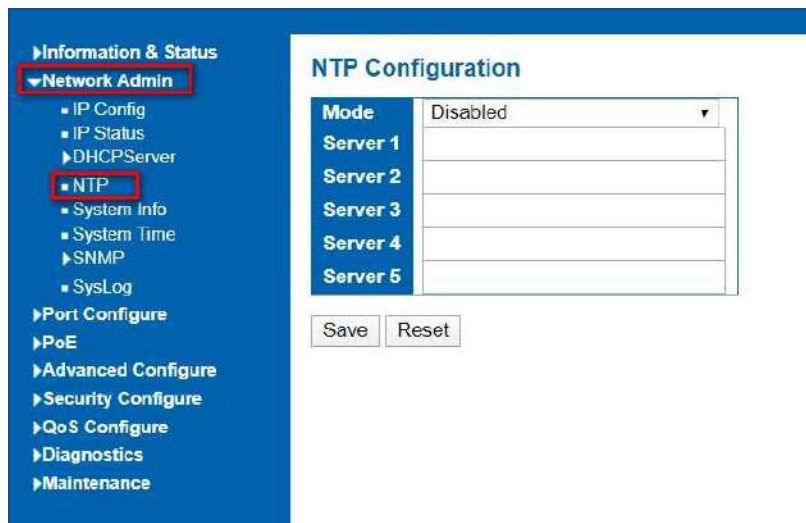 Information & Status
Network Admin
IP Config
IP Status
DHCPServer
NTP
System Info
System Time
SNMP
SysLog
Port Configure
PoE
Advanced Configure
Security Configure
QoS Configure
Diagnostics
Maintenance
NTP Configuration
Mode Disabled
Server 1
Server 2
Server 3
Server 4
Server 5
Save Reset